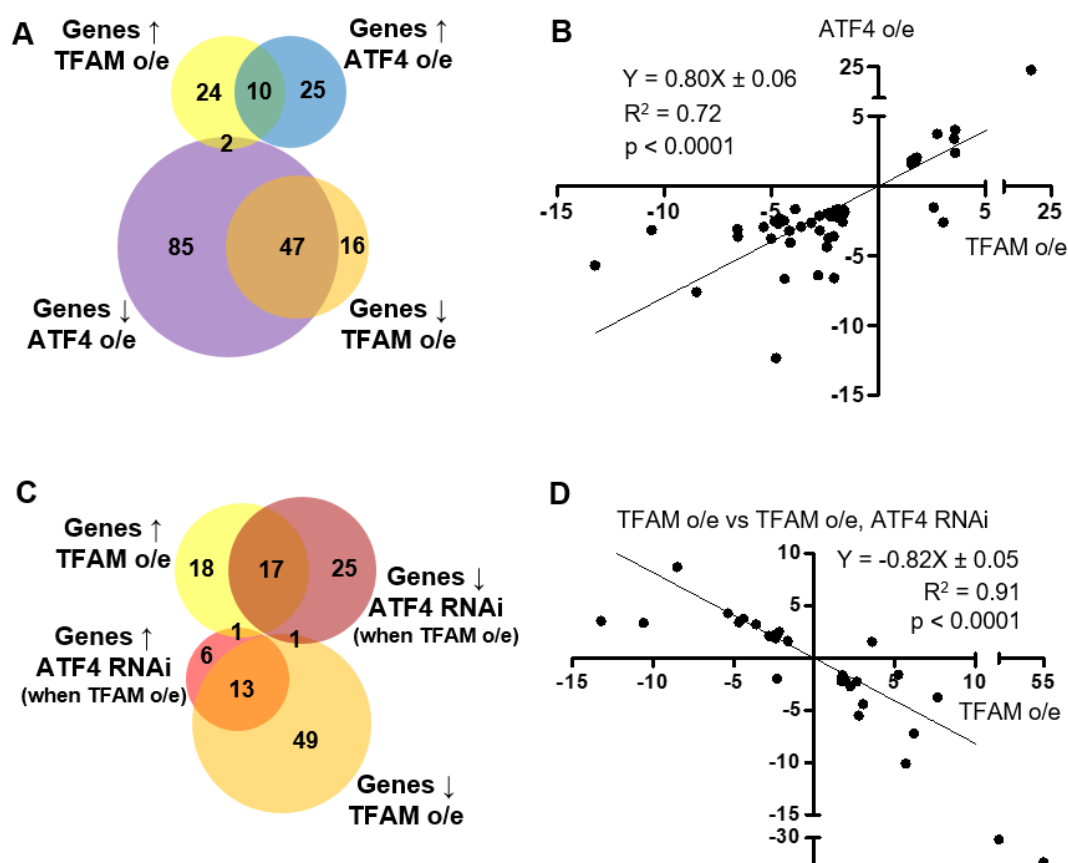 A
Genes ↑
TFAM o/e
Genes ↑
ATF4 o/e
24
10
25
2
85
47
16
Genes ↓
ATF4 o/e
Genes ↓
TFAM o/e
B
ATF4 o/e
Y = 0.80X ± 0.06
R² = 0.72
p < 0.0001
25
5
-15
-10
-5
5
25
TFAM o/e
-5
-10
-15
C
Genes ↑
TFAM o/e
18
17
25
Genes ↓
ATF4 RNAi
(when TFAM o/e)
Genes ↑
ATF4 RNAi
(when TFAM o/e)
1
1
6
13
49
Genes ↓
TFAM o/e
D
TFAM o/e vs TFAM o/e, ATF4 RNAi
Y = -0.82X ± 0.05
R² = 0.91
p < 0.0001
10
5
-15
-10
-5
5
10
55
TFAM o/e
-5
-10
-15
-30